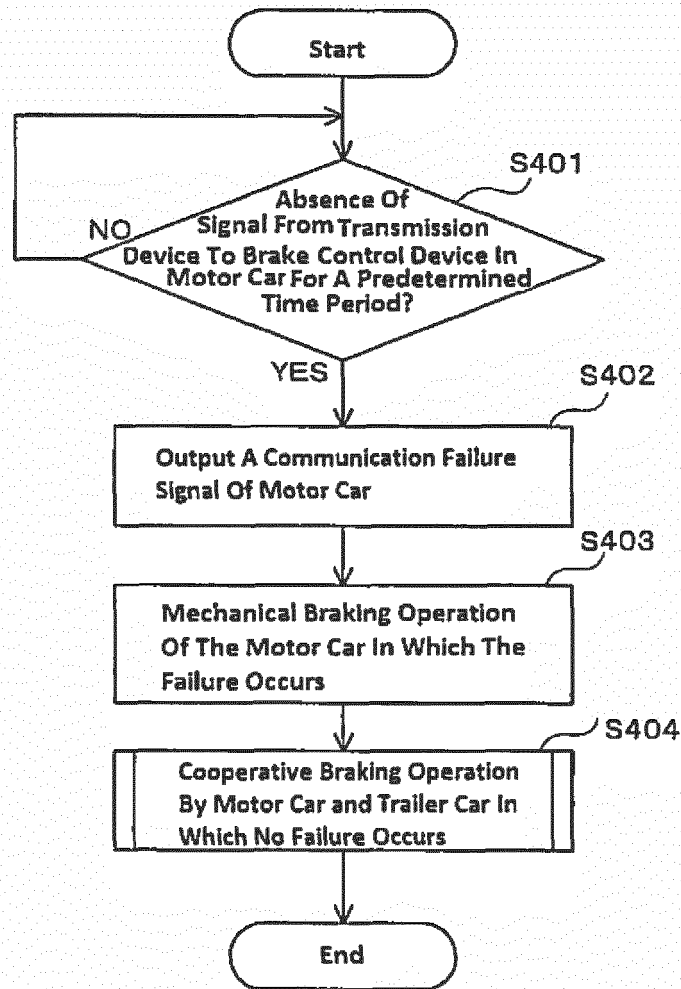 Start
S401
Absence Of
Signal From Transmission
Device To Brake Control Device In
Motor Car For A Predetermined
Time Period?
NO
YES
S402
Output A Communication Failure
Signal Of Motor Car
S403
Mechanical Braking Operation
Of The Motor Car In Which The
Failure Occurs
S404
Cooperative Braking Operation
By Motor Car and Trailer Car In
Which No Failure Occurs
End